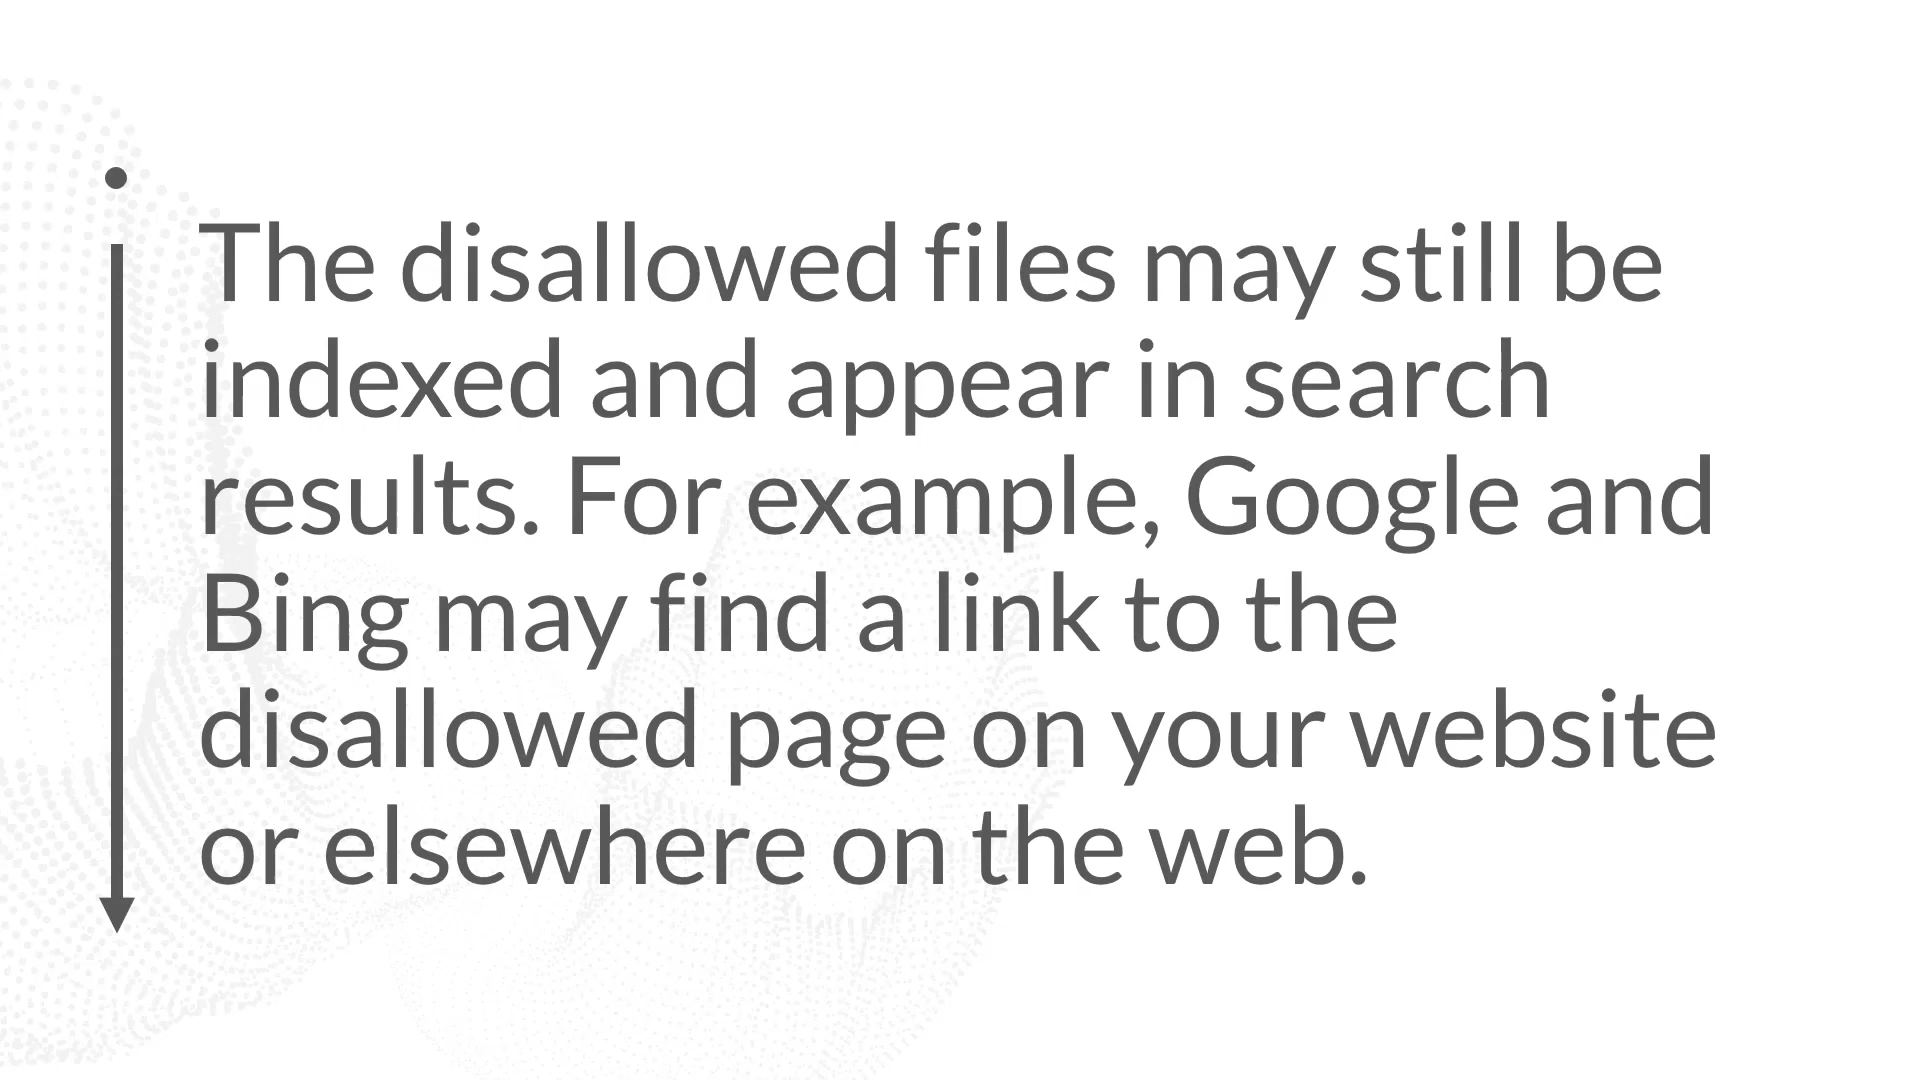 The disallowed files may still be
indexed and appear in search
results. For example, Google and
Bing may find a link to the
disallowed page on your website
or elsewhere on the web.